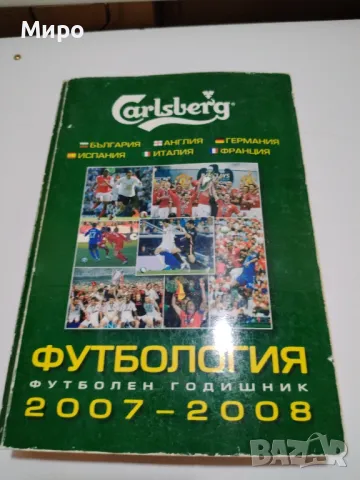 Миро
Carlsberg
БЪЛГАРИЯ АНГЛИЯ ГЕРМАНИЯ
ИСПАНИЯ ИТАЛИЯ ФРАНЦИЯ
ФУТБОЛОГИЯ
ФУТБОЛЕН ГОДИШНИК
2007 - 2008
BAZAR